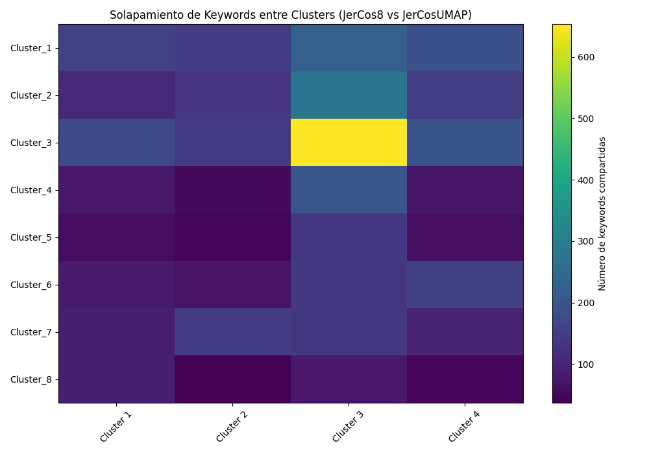 Solapamiento de Keywords entre Clusters (JerCos8 vs JerCosUMAP)
Cluster_1
Cluster_2
Cluster_3
Cluster_4
Cluster_5
Cluster_6
Cluster_7
Cluster_8
Cluster 1
Cluster 2
Cluster 3
Cluster 4
600
500
400
300
200
100
Número de keywords compartidas